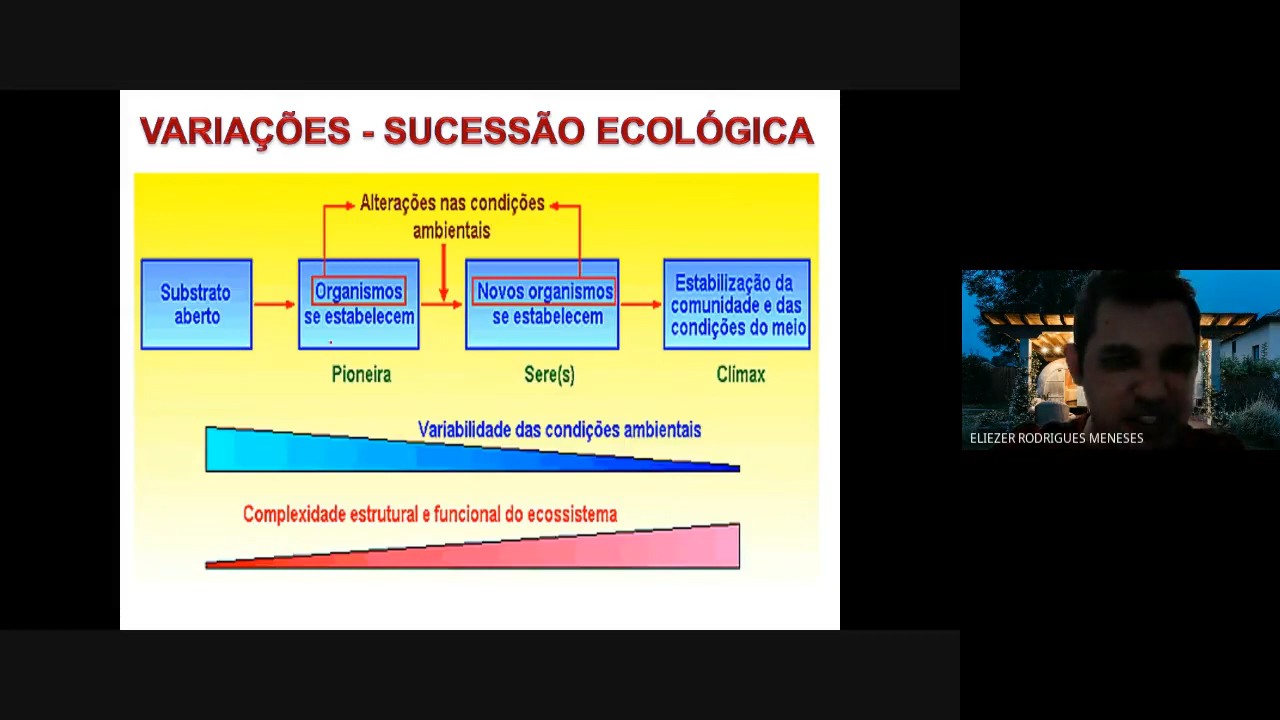 VARIAÇÕES - SUCESSÃO ECOLÓGICA
Alterações nas condições
ambientais
Substrato
aberto
Organismos
se estabelecem
Novos organismos
se estabelecem
Estabilização da
comunidade e das
condições do meio
Pioneira
Sere(s)
Clímax
Variabilidade das condições ambientais
Complexidade estrutural e funcional do ecossistema
ELIEZER RODRIGUES MENESES